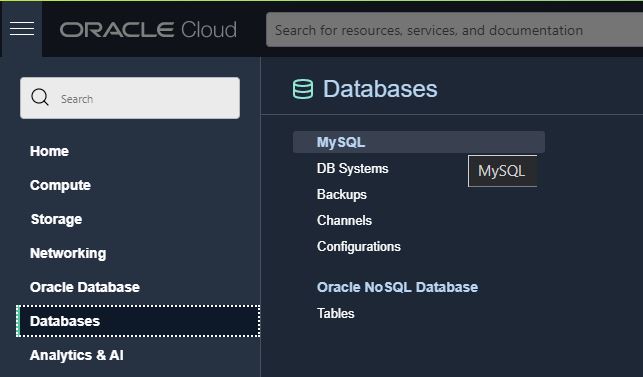 ORACLE Cloud
Search for resources, services, and documentation
Search
Home
Compute
Storage
Networking
Oracle Database
Databases
Analytics & AI
Databases
MySQL
DB Systems
MySQL
Backups
Channels
Configurations
Oracle NoSQL Database
Tables